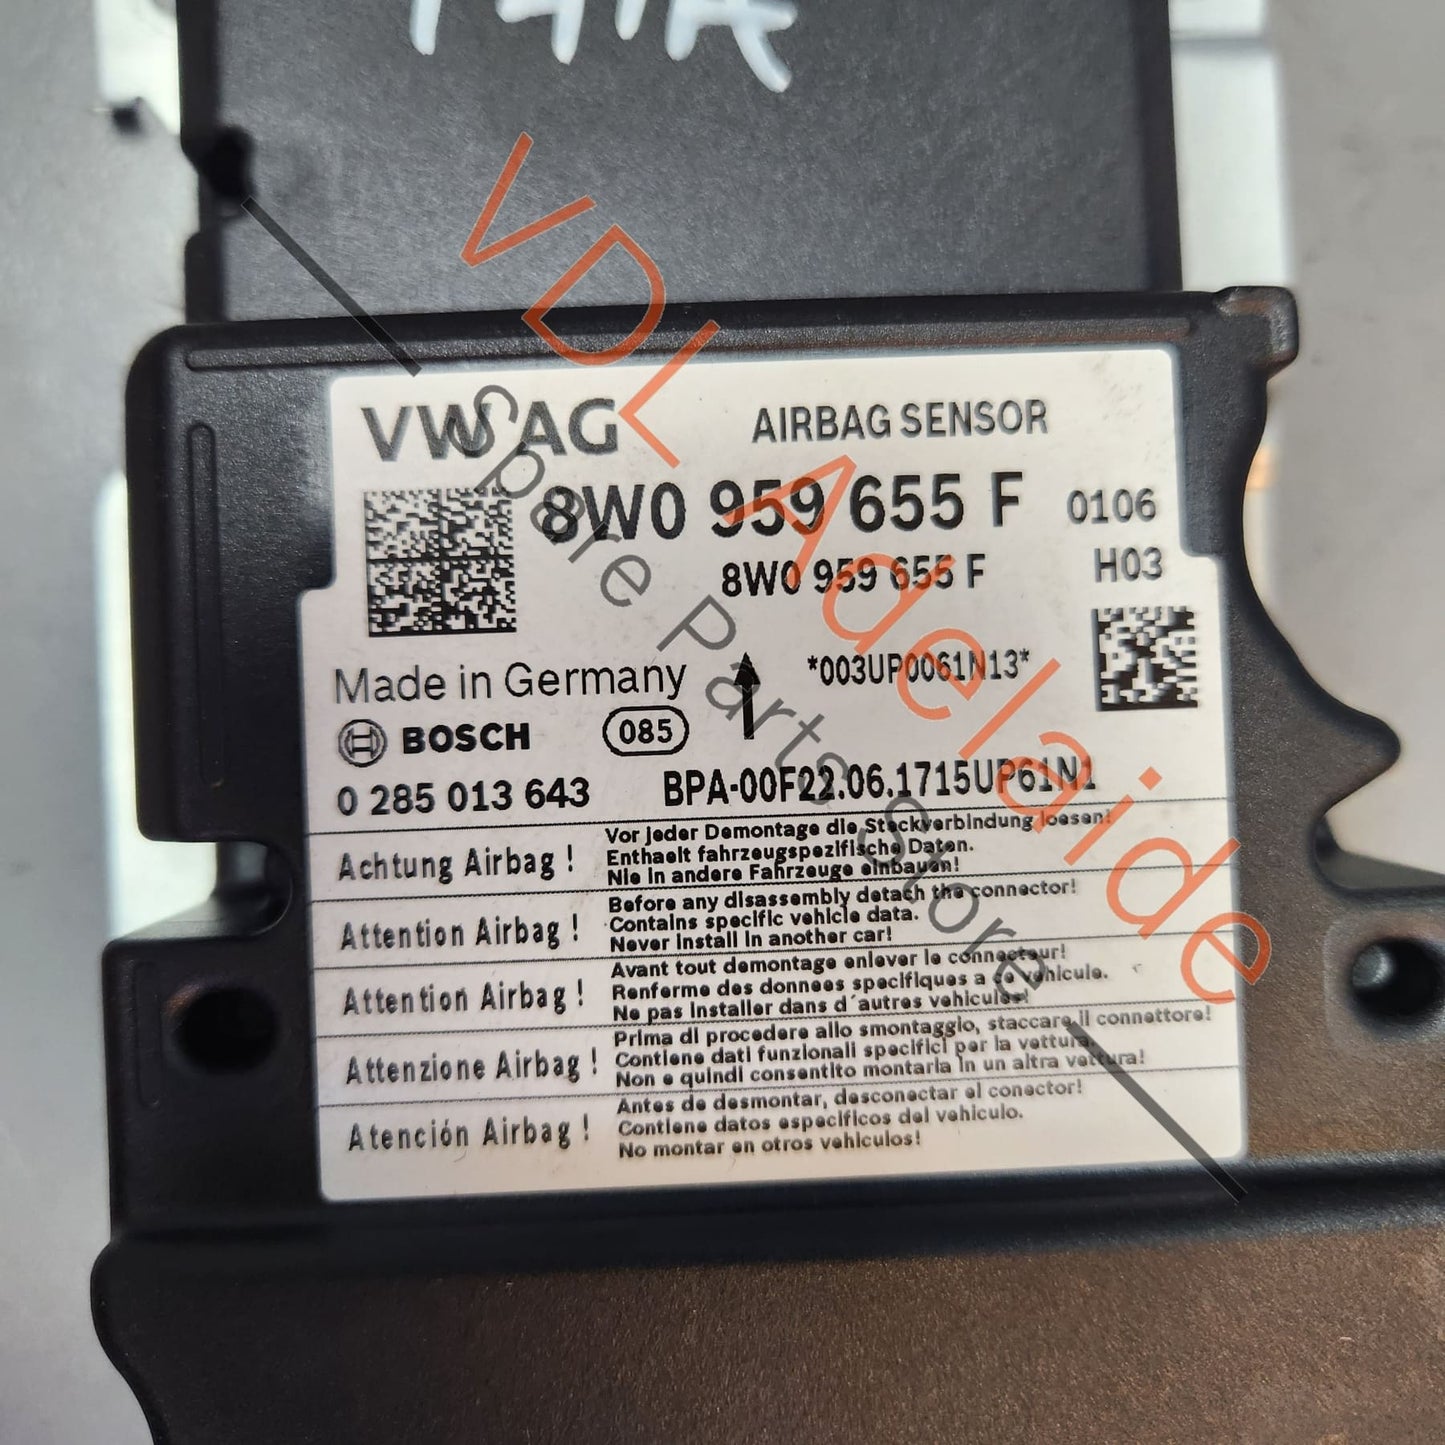 VW AG AIRBAG SENSOR
8W0 959 655 F 0106
8W0 959 655 F H03
Made in Germany *003UP0061N13*
BOSCH 085
0 285 013 643 BPA-00F22.06.1715UP61N1
Achtung Airbag !
Vor jeder Demontage die Steckverbindung loesen!
Enthaelt fahrzeugspezifische Daten.
Nie in andere Fahrzeuge einbauen!
Attention Airbag !
Before any disassembly detach the connector!
Contains specific vehicle data.
Never install in another car!
Attention Airbag !
Avant tout demontage enlever le connecteur!
Renferme des donnees specifiques a ce vehicule.
Ne pas installer dans d´autres vehicules!
Attenzione Airbag !
Prima di procedere allo smontaggio, staccare il connettore!
Contiene dati funzionali specifici per la vettura.
Non e quindi consentito montarla in un altra vettura!
Atención Airbag !
Antes de desmontar, desconectar el conector!
Contiene datos especificos del vehiculo.
No montar en otros vehiculos!
VDL Adelaide
Spare Parts Store